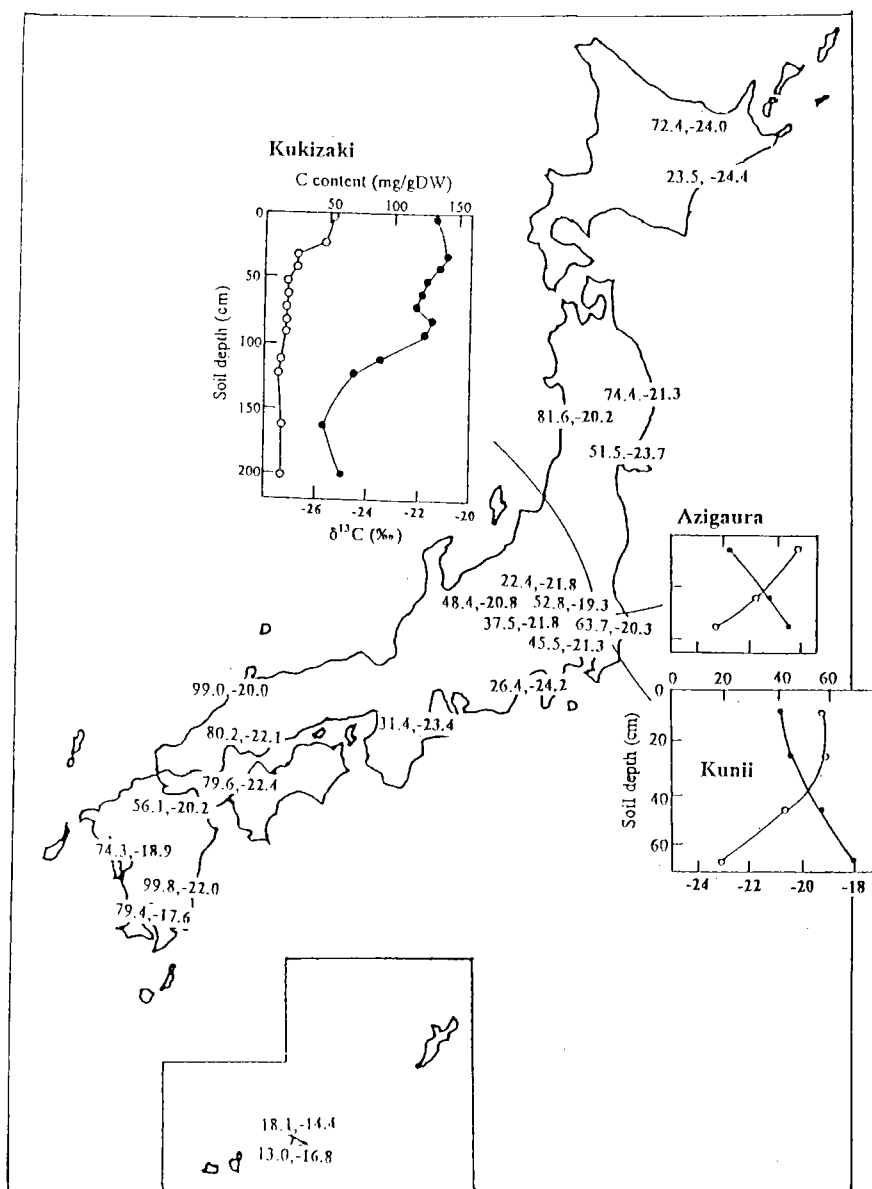 72.4,-24.0
Kukizaki
C content (mg/gDW)
23.5, -24.4
0 50 100 150
0
50
100
150
200
Soil depth (cm)
-26 -24 -22 -20
δ13C (‰)
74.4,-21.3
81.6,-20.2
51.5,-23.7
Azigaura
22.4,-21.8
48.4,-20.8 52.8,-19.3
37.5,-21.8 63.7,-20.3
45.5,-21.3
D
26.4,-24.2
D
99.0,-20.0
31.4,-23.4
80.2,-22.1
79.6,-22.4
56.1,-20.2
74.3,-18.9
99.8,-22.0
79.4,-17.6
20 40 60
0
20
40
60
Soil depth (cm)
Kunii
-24 -22 -20 -18
18.1,-14.4
13.0,-16.8